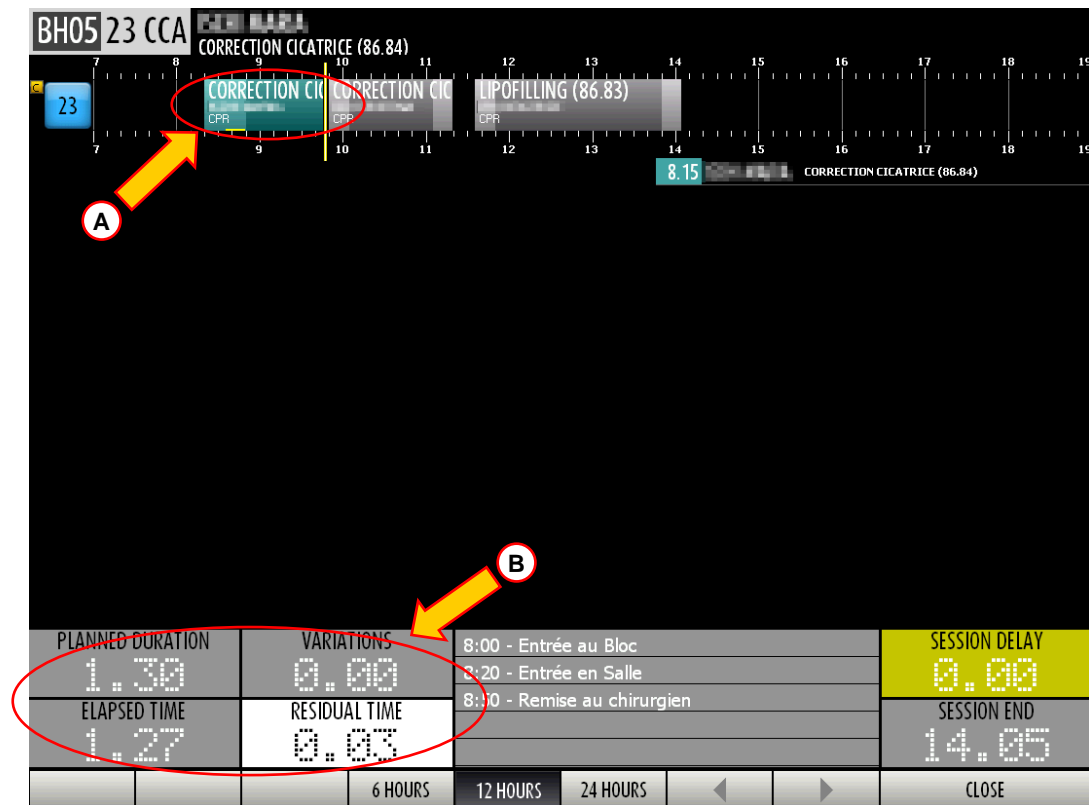 BH05 23 CCA
CORRECTION CICATRICE (86.84)
7 8 9 10 11 12 13 14 15 16 17 18 19
C
23
CORRECTION CIC CORRECTION CIC LIPOFILLING (86.83)
CPR CPR CPR
7 9 10 11 12 13 14 15 16 17 18 19
8.15 CORRECTION CICATRICE (86.84)
A
B
PLANNED DURATION VARIATIONS
1.30 0.00
ELAPSED TIME RESIDUAL TIME
1.27 0.03
8:00 - Entrée au Bloc
8:20 - Entrée en Salle
8:50 - Remise au chirurgien
SESSION DELAY
0.00
SESSION END
14.05
6 HOURS 12 HOURS 24 HOURS CLOSE